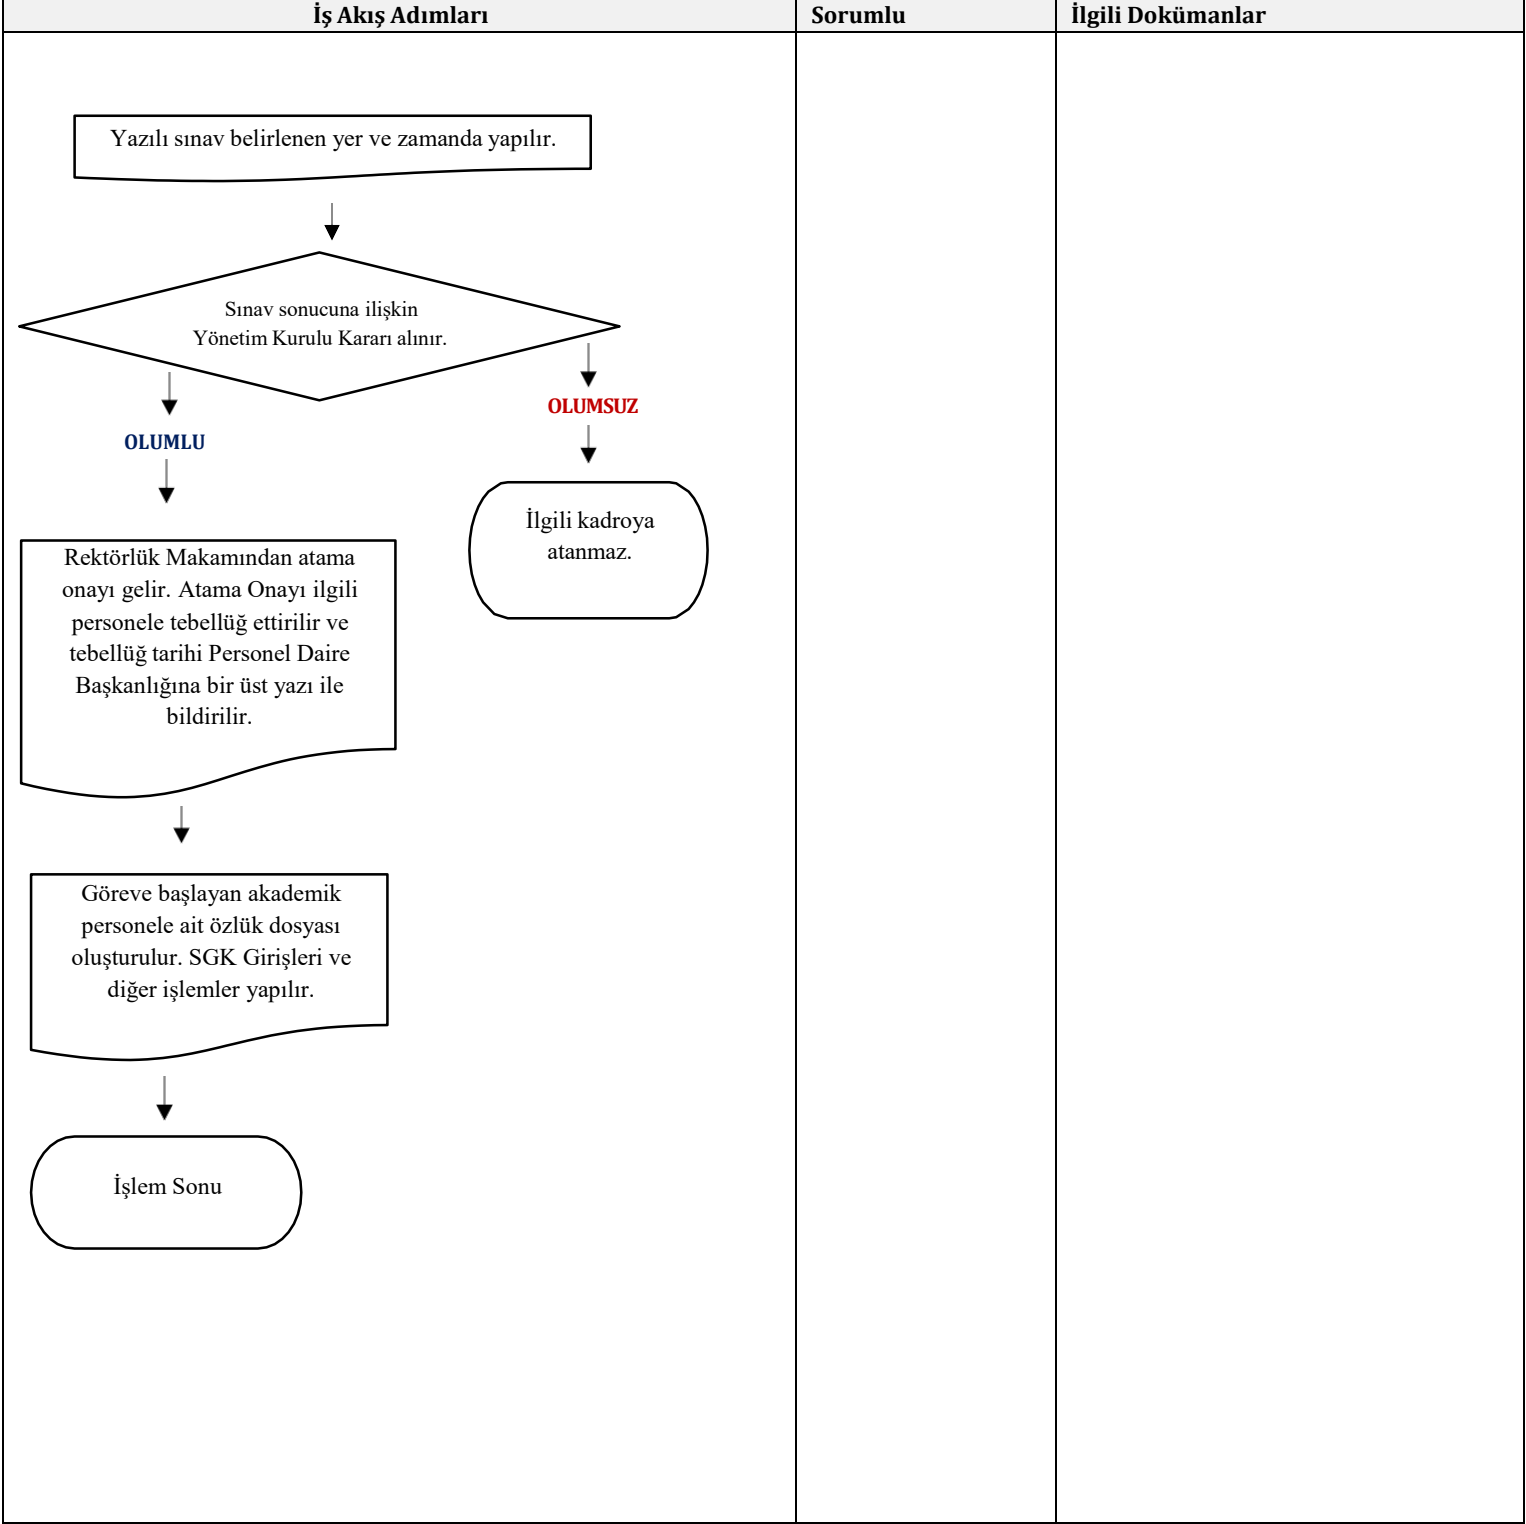 İş Akış Adımları
Sorumlu
İlgili Dokümanlar
Yazılı sınav belirlenen yer ve zamanda yapılır.
Sınav sonucuna ilişkin
Yönetim Kurulu Kararı alınır.
OLUMSUZ
OLUMLU
İlgili kadroya
atanmaz.
Rektörlük Makamından atama
onayı gelir. Atama Onayı ilgili
personele tebellüğ ettirilir ve
tebellüğ tarihi Personel Daire
Başkanlığına bir üst yazı ile
bildirilir.
Göreve başlayan akademik
personele ait özlük dosyası
oluşturulur. SGK Girişleri ve
diğer işlemler yapılır.
İşlem Sonu